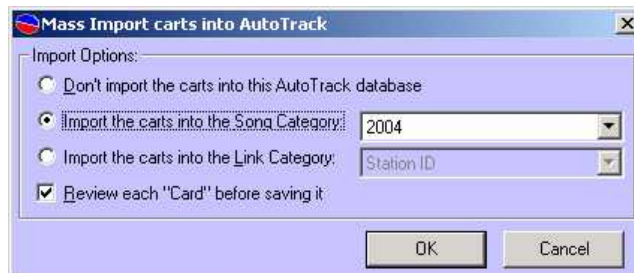 Mass Import carts into AutoTrack
Import Options:
Don't import the carts into this AutoTrack database
Import the carts into the Song Category: 2004
Import the carts into the Link Category: Station ID
Review each "Card" before saving it
OK Cancel